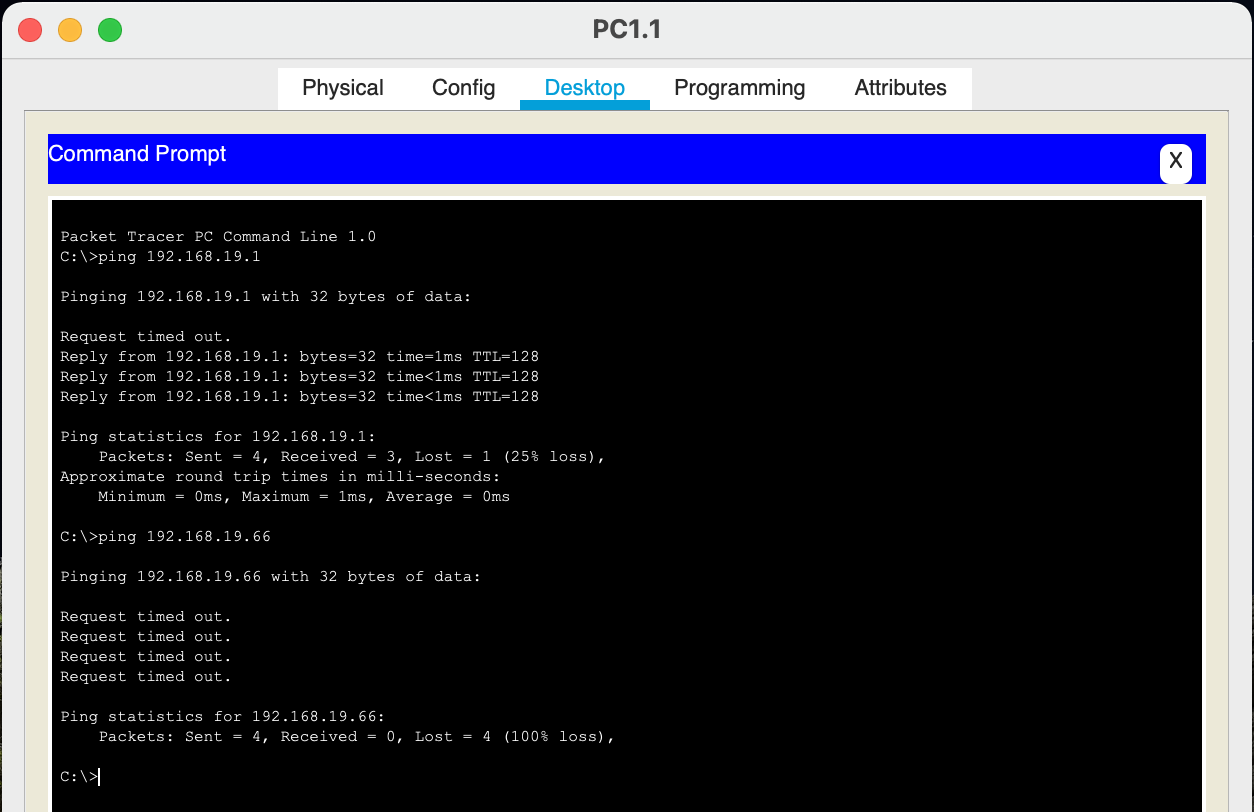 PC1.1
Physical Config Desktop Programming Attributes
Command Prompt
X
Packet Tracer PC Command Line 1.0
C:\>ping 192.168.19.1
Pinging 192.168.19.1 with 32 bytes of data:
Request timed out.
Reply from 192.168.19.1: bytes=32 time=1ms TTL=128
Reply from 192.168.19.1: bytes=32 time<1ms TTL=128
Reply from 192.168.19.1: bytes=32 time<1ms TTL=128
Ping statistics for 192.168.19.1:
    Packets: Sent = 4, Received = 3, Lost = 1 (25% loss),
Approximate round trip times in milli-seconds:
    Minimum = 0ms, Maximum = 1ms, Average = 0ms
C:\>ping 192.168.19.66
Pinging 192.168.19.66 with 32 bytes of data:
Request timed out.
Request timed out.
Request timed out.
Request timed out.
Ping statistics for 192.168.19.66:
    Packets: Sent = 4, Received = 0, Lost = 4 (100% loss),
C:\>